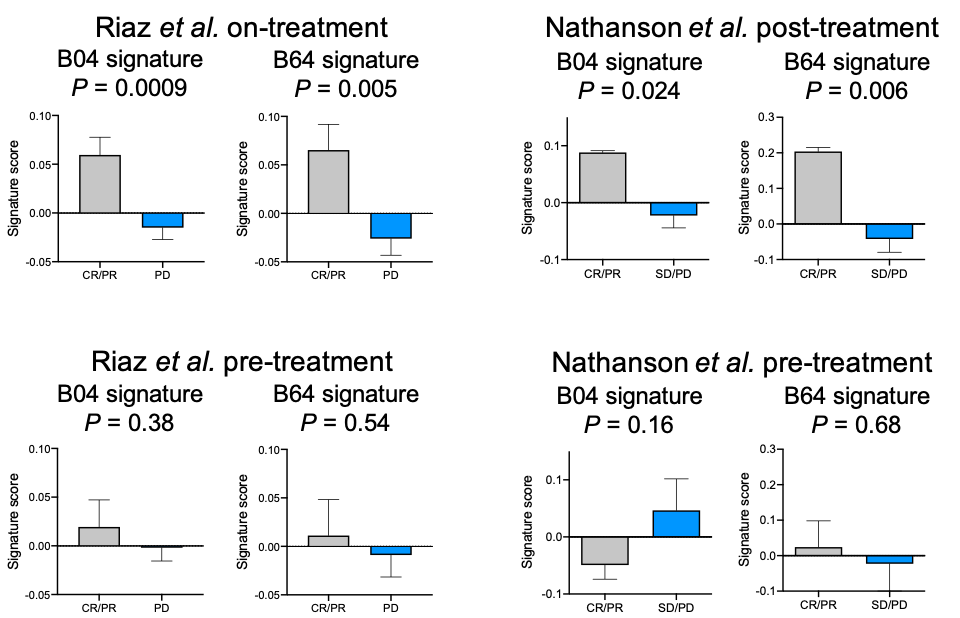 Riaz et al. on-treatment
B04 signature
P = 0.0009
Signature score
0.10
0.05
0.00
-0.05
CR/PR PD
B64 signature
P = 0.005
Signature score
0.10
0.05
0.00
-0.05
CR/PR PD
Nathanson et al. post-treatment
B04 signature
P = 0.024
Signature score
0.1
0.0
-0.1
CR/PR SD/PD
B64 signature
P = 0.006
Signature score
0.3
0.2
0.1
0.0
-0.1
CR/PR SD/PD
Riaz et al. pre-treatment
B04 signature
P = 0.38
Signature score
0.10
0.05
0.00
-0.05
CR/PR PD
B64 signature
P = 0.54
Signature score
0.10
0.05
0.00
-0.05
CR/PR PD
Nathanson et al. pre-treatment
B04 signature
P = 0.16
Signature score
0.1
0.0
-0.1
CR/PR SD/PD
B64 signature
P = 0.68
Signature score
0.3
0.2
0.1
0.0
-0.1
CR/PR SD/PD